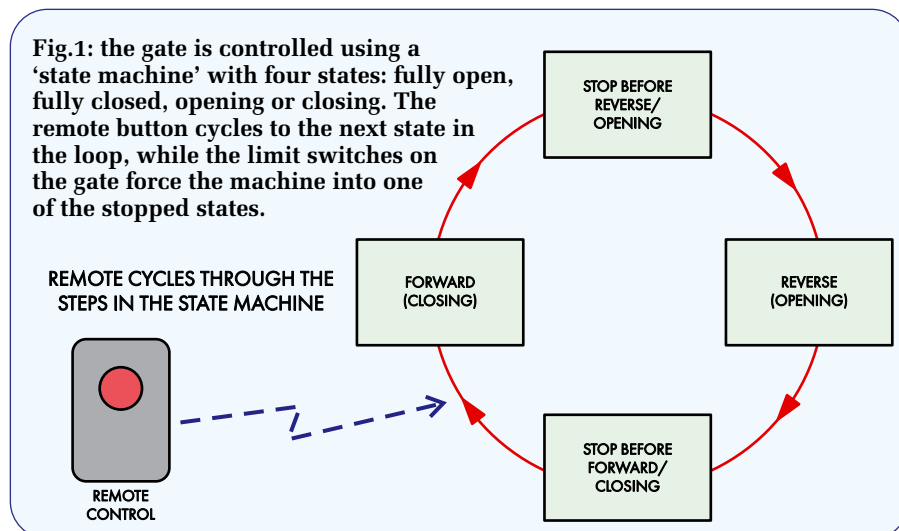 Fig.1: the gate is controlled using a
‘state machine’ with four states: fully open,
fully closed, opening or closing. The
remote button cycles to the next state in
the loop, while the limit switches on
the gate force the machine into one
of the stopped states.
STOP BEFORE
REVERSE/
OPENING
REMOTE CYCLES THROUGH THE
STEPS IN THE STATE MACHINE
FORWARD
(CLOSING)
REVERSE
(OPENING)
STOP BEFORE
FORWARD/
CLOSING
REMOTE
CONTROL